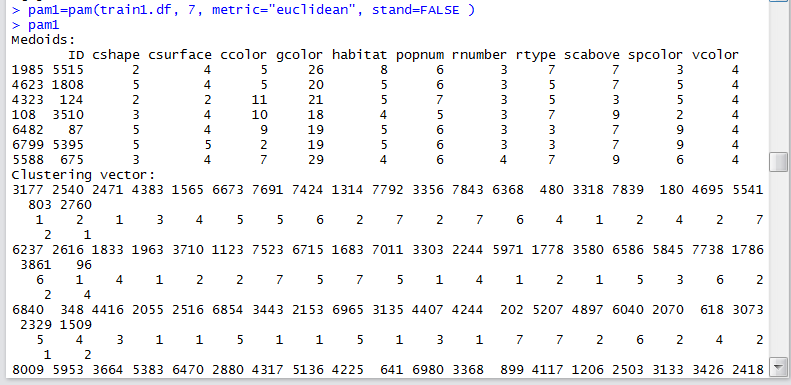 > pam1=pam(train1.df, 7, metric="euclidean", stand=FALSE )
> pam1
Medoids:
ID cshape csurface ccolor gcolor habitat popnum rnumber rtype scabove spcolor vcolor
1985 5515 2 4 5 26 8 6 3 7 7 3 4
4623 1808 5 4 5 20 5 6 3 5 7 5 4
4323 124 2 2 11 21 5 7 3 5 3 5 4
108 3510 3 4 10 18 4 5 3 7 9 2 4
6482 87 5 4 9 19 5 6 3 3 7 9 4
6799 5395 5 5 2 19 5 6 3 3 7 9 4
5588 675 3 4 7 29 4 6 4 7 9 6 4
Clustering vector:
3177 2540 2471 4383 1565 6673 7691 7424 1314 7792 3356 7843 6368 480 3318 7839 180 4695 5541
803 2760
1 2 1 3 4 5 5 6 2 7 2 7 6 4 1 2 4 2 7
2 1
6237 2616 1833 1963 3710 1123 7523 6715 1683 7011 3303 2244 5971 1778 3580 6586 5845 7738 1786
3861 96
6 1 4 1 2 2 7 5 7 5 1 4 1 2 1 5 3 6 2
2 4
6840 348 4416 2055 2516 6854 3443 2153 6965 3135 4407 4244 202 5207 4897 6040 2070 618 3073
2329 1509
5 4 3 1 1 5 1 1 5 1 3 1 7 7 2 6 2 4 2
1 2
8009 5953 3664 5383 6470 2880 4317 5136 4225 641 6980 3368 899 4117 1206 2503 3133 3426 2418